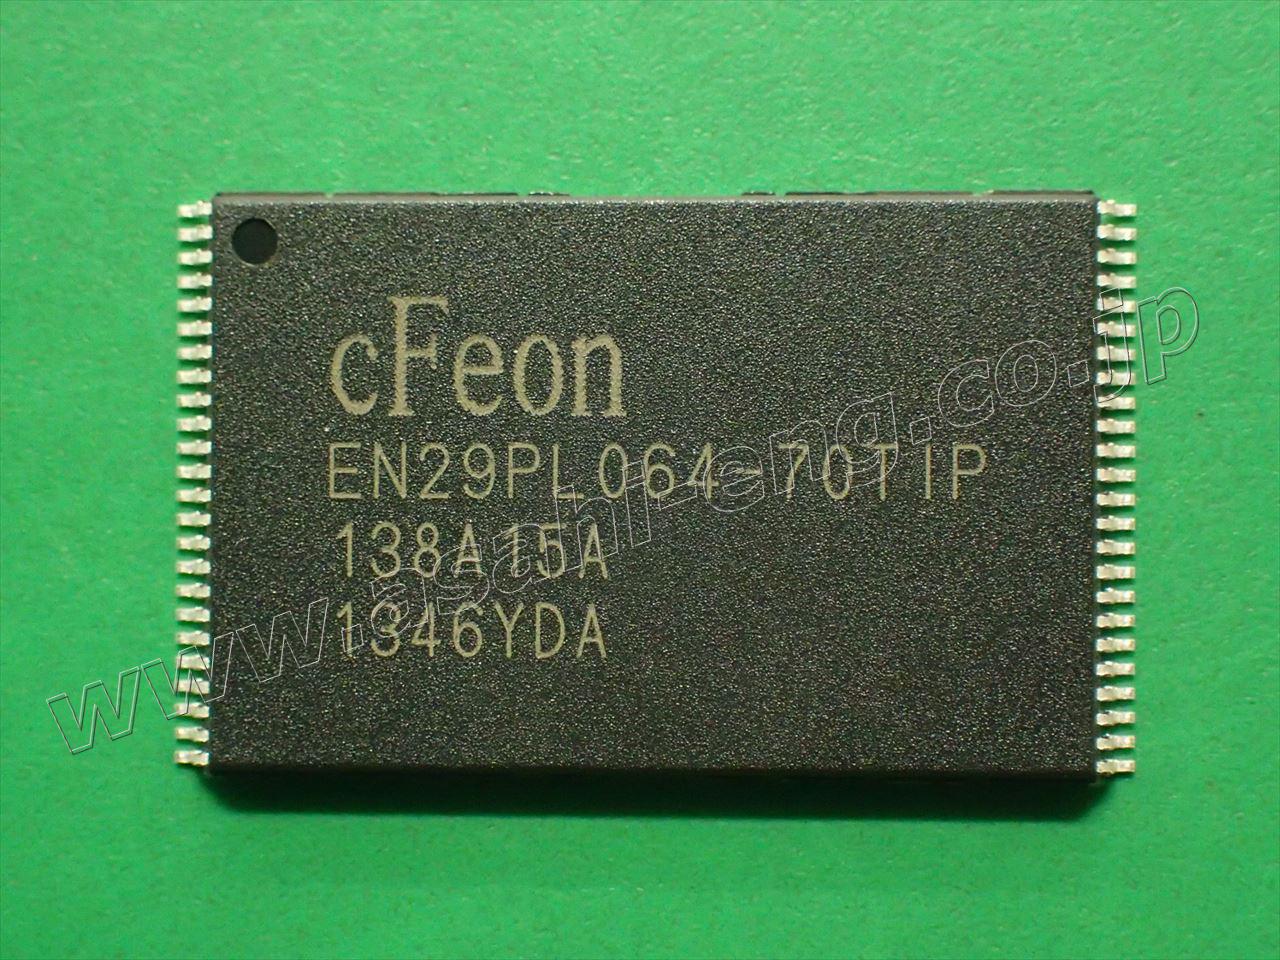 cFeon
EN29PL064-70TIP
138A15A
1346YDA
www.asahi-eng.co.jp